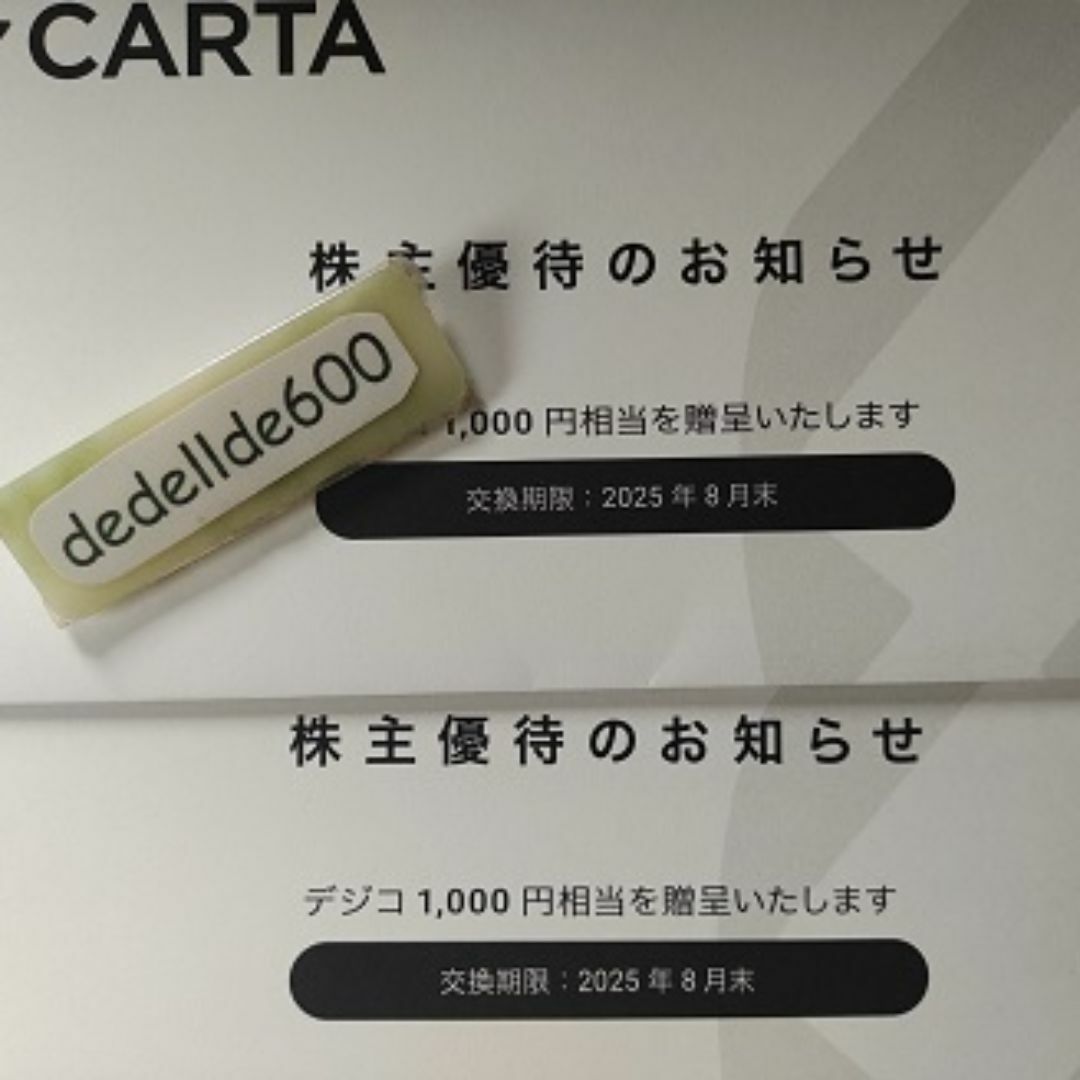 CARTA
株主優待のお知らせ
dedellde600
1,000 円相当を贈呈いたします
交換期限：2025 年 8 月末
株主優待のお知らせ
デジコ 1,000 円相当を贈呈いたします
交換期限：2025 年 8 月末